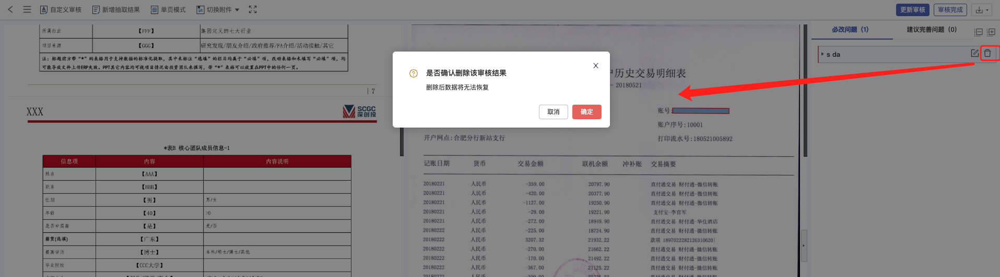 自定义审核 新增抽取结果 单页模式 切换附件 更新审核 审核完成
所属行业 【FFF】 集团定义的七大行业
项目来源 【GGG】 研究发现/朋友介绍/政府推荐/FA介绍/活动接触/其它
注：标题前方带“*”的表格用于支持数据的标准化提取，其中未标注“选填”的栏目均属于“必填”项，改动表格和未填写“必填”项，均
可能导致文件上传ERP失败。PPT其它内容均可视项目情况由投资团队来撰写，带“*”表格可以放置在PPT中的任何一页。
| 7
XXX
SCGC
深创投
*表B 核心团队成员信息-1
信息项 内容 内容说明
姓名 【AAA】
职务 【BBB】
性别 【男】 男/女
年龄 【40】 >0
是否中国籍 【是】 是/否
籍贯(选填) 【广东】
最高学历 【博士】 本科/硕士/博士/其他
毕业院校 【CCC大学】
是否确认删除该审核结果
删除后数据将无法恢复
取消 确定
户历史交易明细表
- 20180521
账号:
账户序号:10001
开户网点:合肥分行新站支行
打印流水号:180521005892
记账日期 货币 交易金额 联机余额 冲补账 交易摘要
20180221 人民币 -359.00 20797.90 直付通交易 财付通-微信转账
20180221 人民币 -420.00 20377.90 直付通交易 财付通-微信转账
20180221 人民币 -1127.00 19250.90 直付通交易 财付通-微信转账
20180221 人民币 -29.00 19221.90 支付宝-李官军
20180221 人民币 -272.00 18949.90 直付通交易 财付通-华住酒店
20180222 人民币 -225.00 18724.90 直付通交易 财付通-微信转账
20180222 人民币 3207.32 21932.22 款项 1897022282126310620|
20180222 人民币 -270.00 21662.22 直付通交易 财付通-微信转账
20180222 人民币 -170.00 21492.22 直付通交易 财付通-微信转账
20180222 人民币 -367.00 21125.22 直付通交易 财付通-微信转账
必改问题（1） 建议完善问题（0）
s da